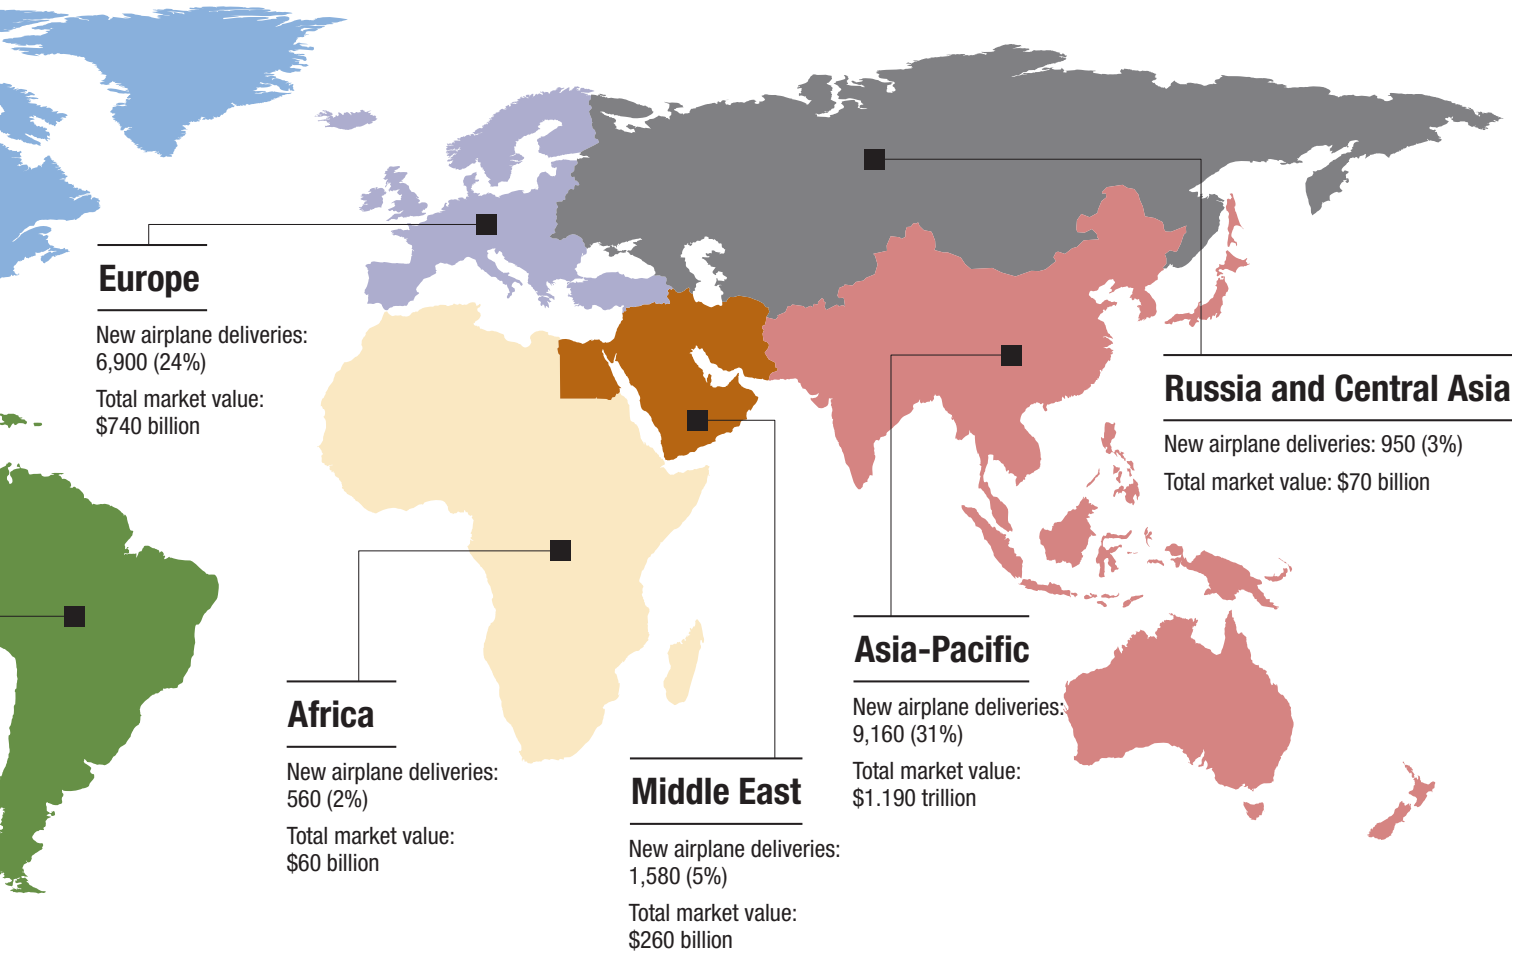 Europe
New airplane deliveries:
6,900 (24%)
Total market value:
$740 billion
Africa
New airplane deliveries:
560 (2%)
Total market value:
$60 billion
Middle East
New airplane deliveries:
1,580 (5%)
Total market value:
$260 billion
Asia-Pacific
New airplane deliveries:
9,160 (31%)
Total market value:
$1.190 trillion
Russia and Central Asia
New airplane deliveries: 950 (3%)
Total market value: $70 billion